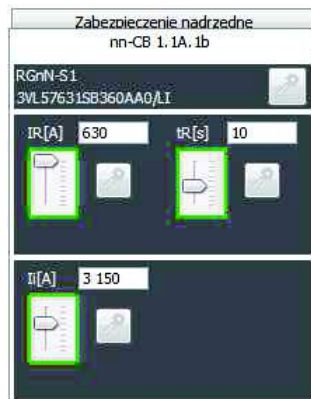 Zabezpieczenie nadrzędne
nn-CB 1.1A.1b
RGnN-S1
3VL57631SB360AA0/LI
IR[A] 630 tR[s] 10
Ii[A] 3 150